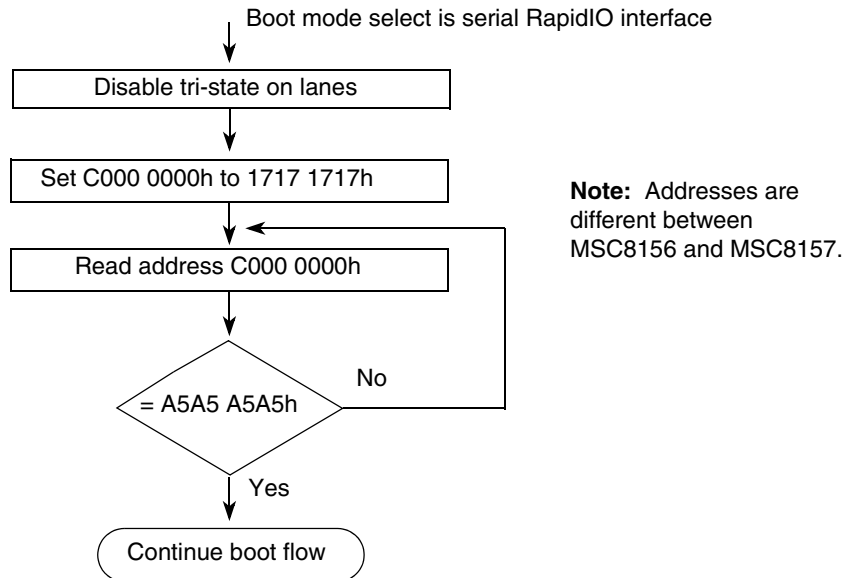 Boot mode select is serial RapidIO interface
Disable tri-state on lanes
Set C000 0000h to 1717 1717h
Read address C000 0000h
Note: Addresses are
different between
MSC8156 and MSC8157.
No
= A5A5 A5A5h
Yes
Continue boot flow